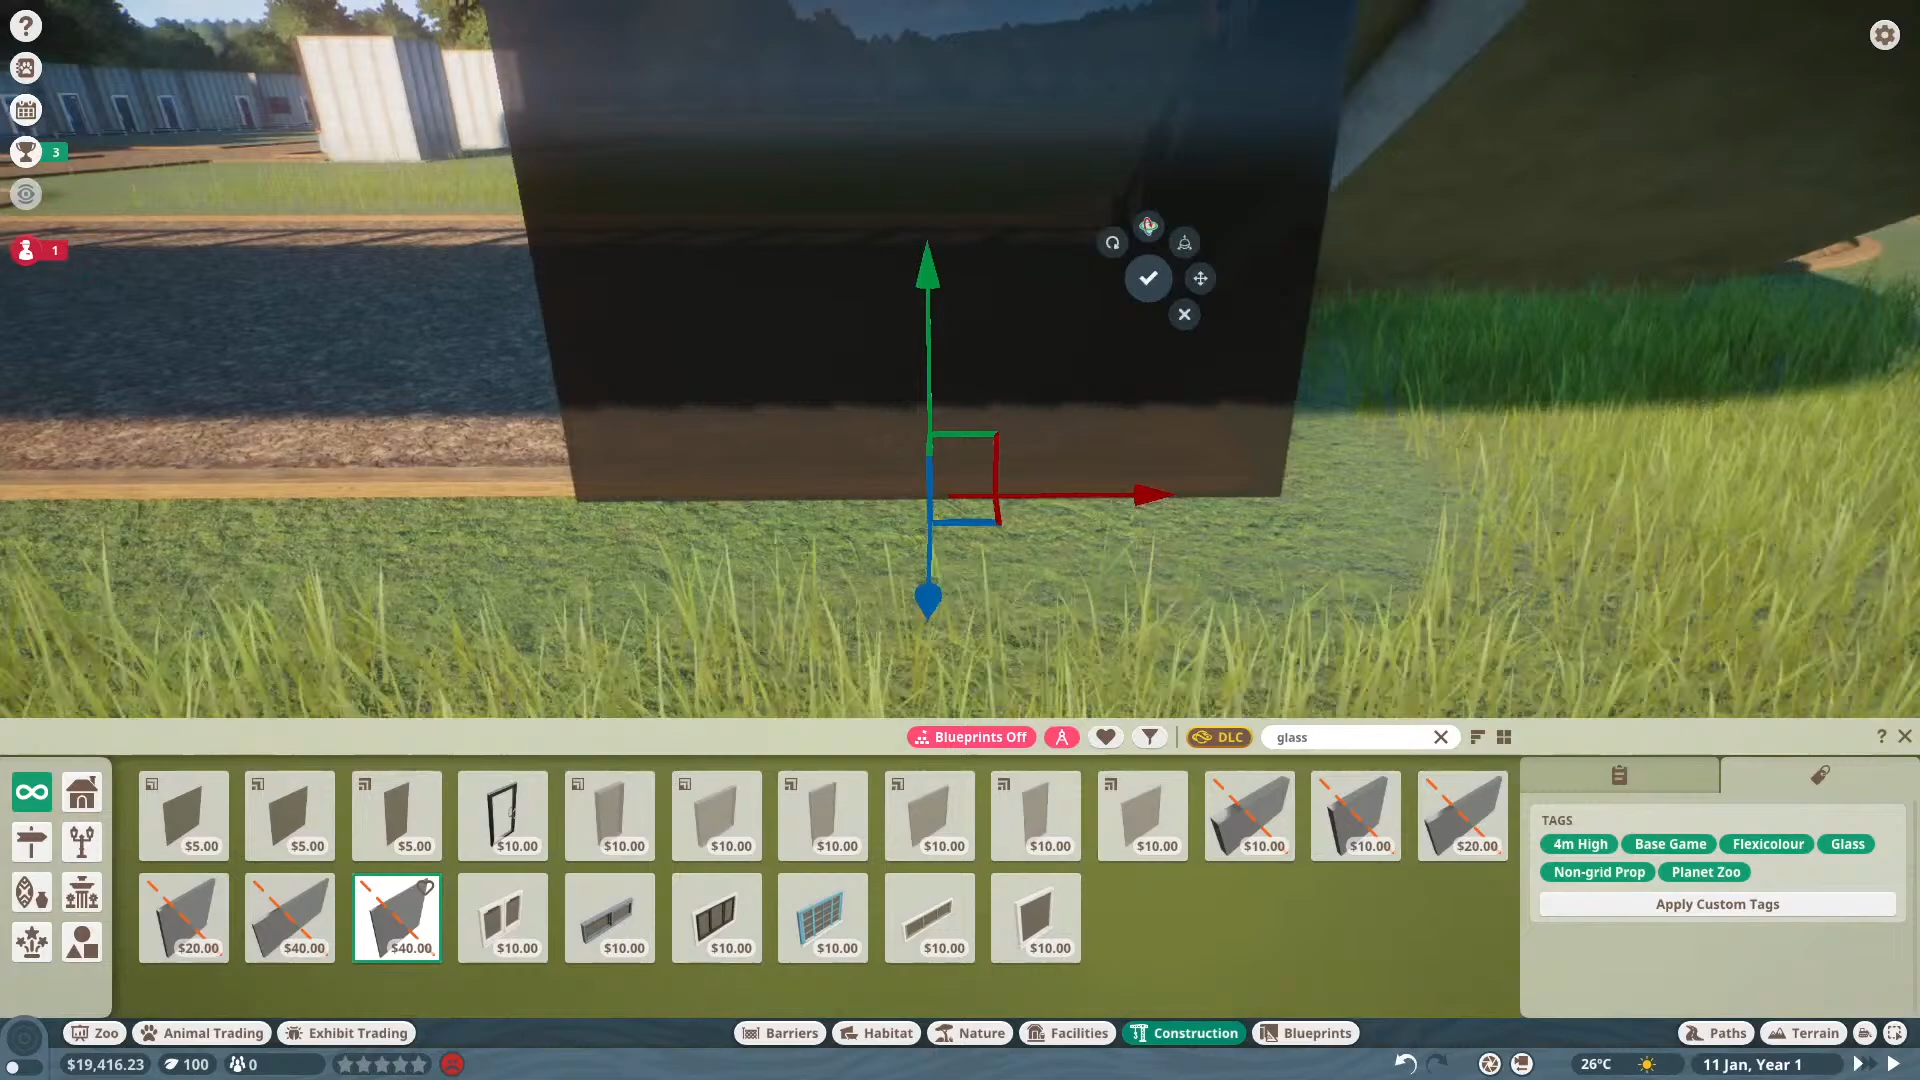 ?
3
1
Blueprints Off
DLC
glass
?
$5.00 $5.00 $5.00 $10.00 $10.00 $10.00 $10.00 $10.00 $10.00 $10.00 $10.00 $10.00 $20.00
$20.00 $40.00 $40.00 $10.00 $10.00 $10.00 $10.00 $10.00 $10.00
TAGS
4m High Base Game Flexicolour Glass
Non-grid Prop Planet Zoo
Apply Custom Tags
Zoo Animal Trading Exhibit Trading Barriers Habitat Nature Facilities Construction Blueprints Paths Terrain
$19,416.23 100 0 26°C 11 Jan, Year 1